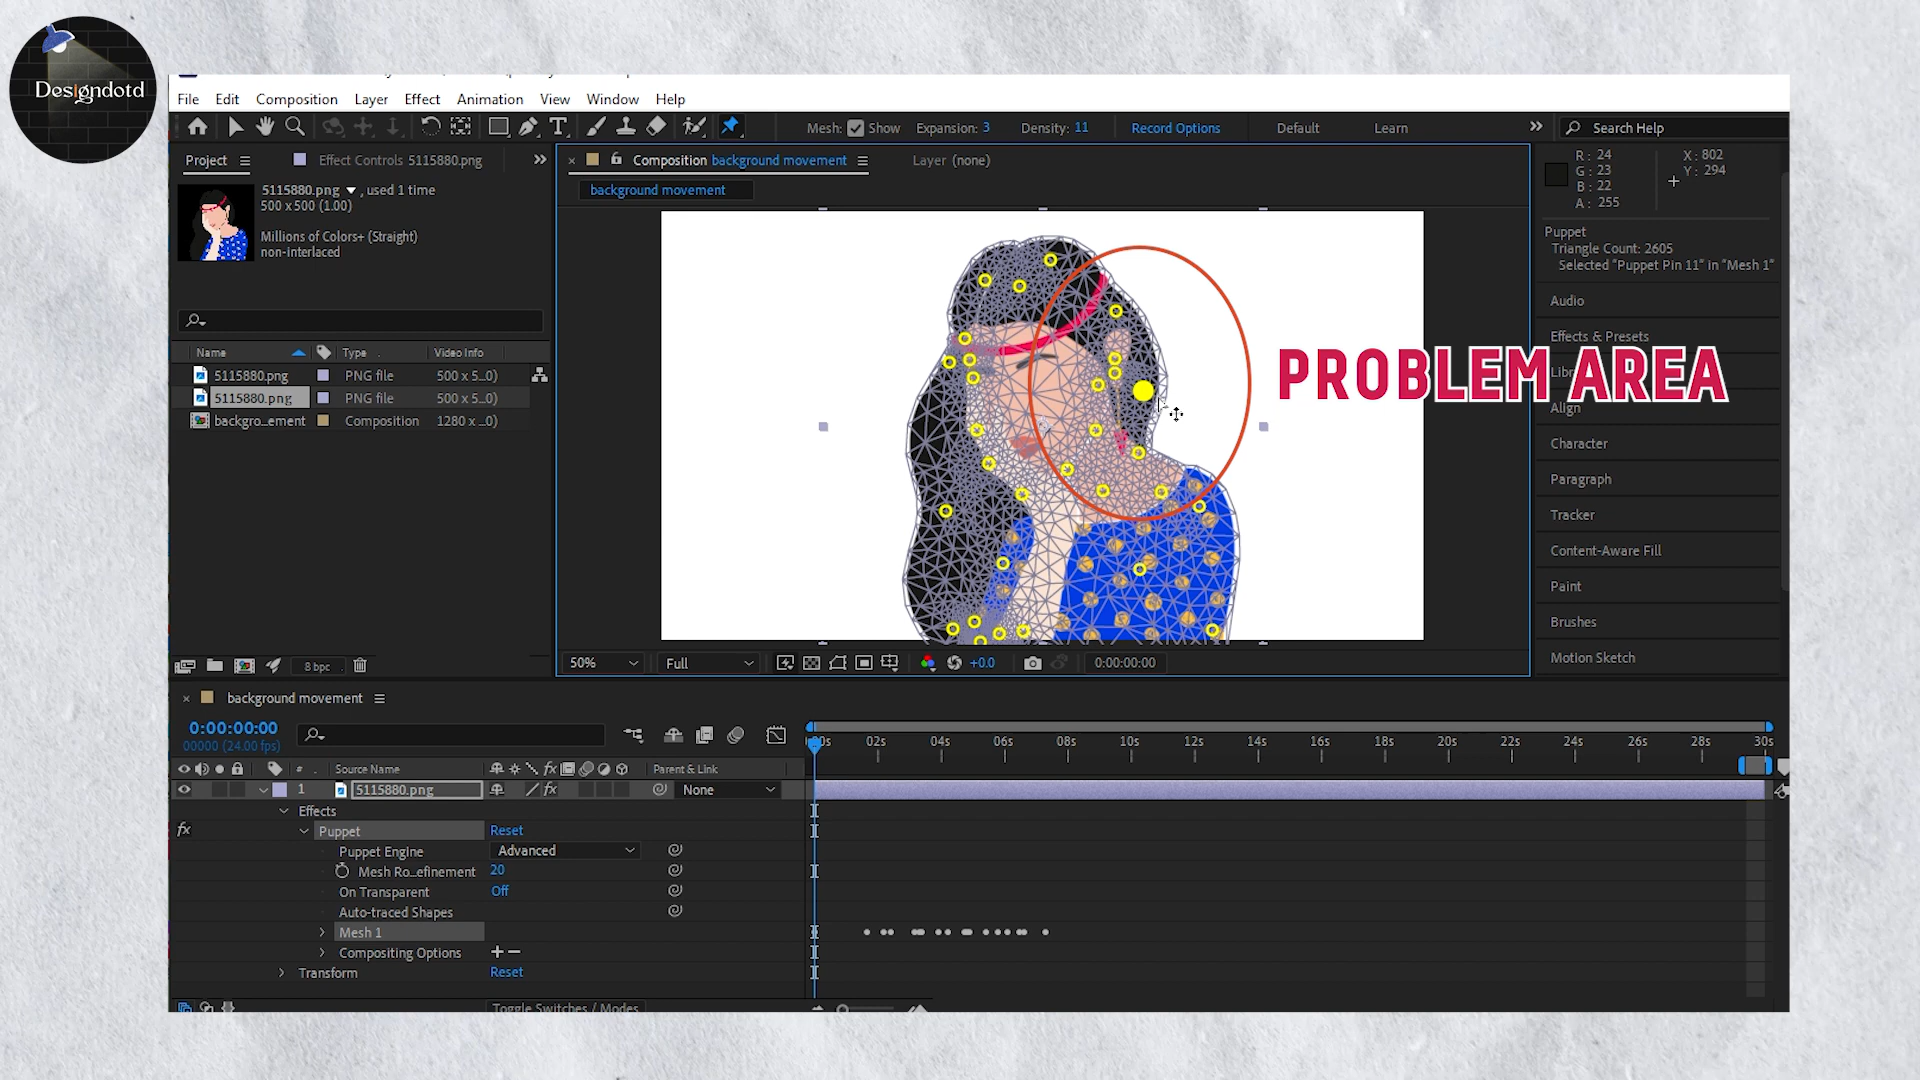 Designdotd
File Edit Composition Layer Effect Animation View Window Help
Mesh: Show Expansion: 3 Density: 11 Record Options Default Learn Search Help
Project Effect Controls 5115880.png
5115880.png , used 1 time
500 x 500 (1.00)
Millions of Colors+ (Straight)
non-interlaced
Name Type Video Info
5115880.png PNG file 500 x 5...0)
5115880.png PNG file 500 x 5...0)
backgro...ement Composition 1280 x ...0)
8 bpc
Composition background movement Layer (none)
background movement
PROBLEM AREA
50% Full +0.0 0:00:00:00
R: 24
G: 23
B: 22
A: 255
X: 802
Y: 294
Puppet
Triangle Count: 2605
Selected "Puppet Pin 11" in "Mesh 1"
Audio
Effects & Presets
Align
Character
Paragraph
Tracker
Content-Aware Fill
Paint
Brushes
Motion Sketch
background movement
0:00:00:00
00000 (24.00 fps)
02s 04s 06s 08s 10s 12s 14s 16s 18s 20s 22s 24s 26s 28s 30s
# Source Name fx Parent & Link
1 5115880.png fx None
Effects
fx Puppet Reset
Puppet Engine Advanced
Mesh Ro...efinement 20
On Transparent Off
Auto-traced Shapes
Mesh 1
Compositing Options
Transform Reset
Toggle Switches / Modes